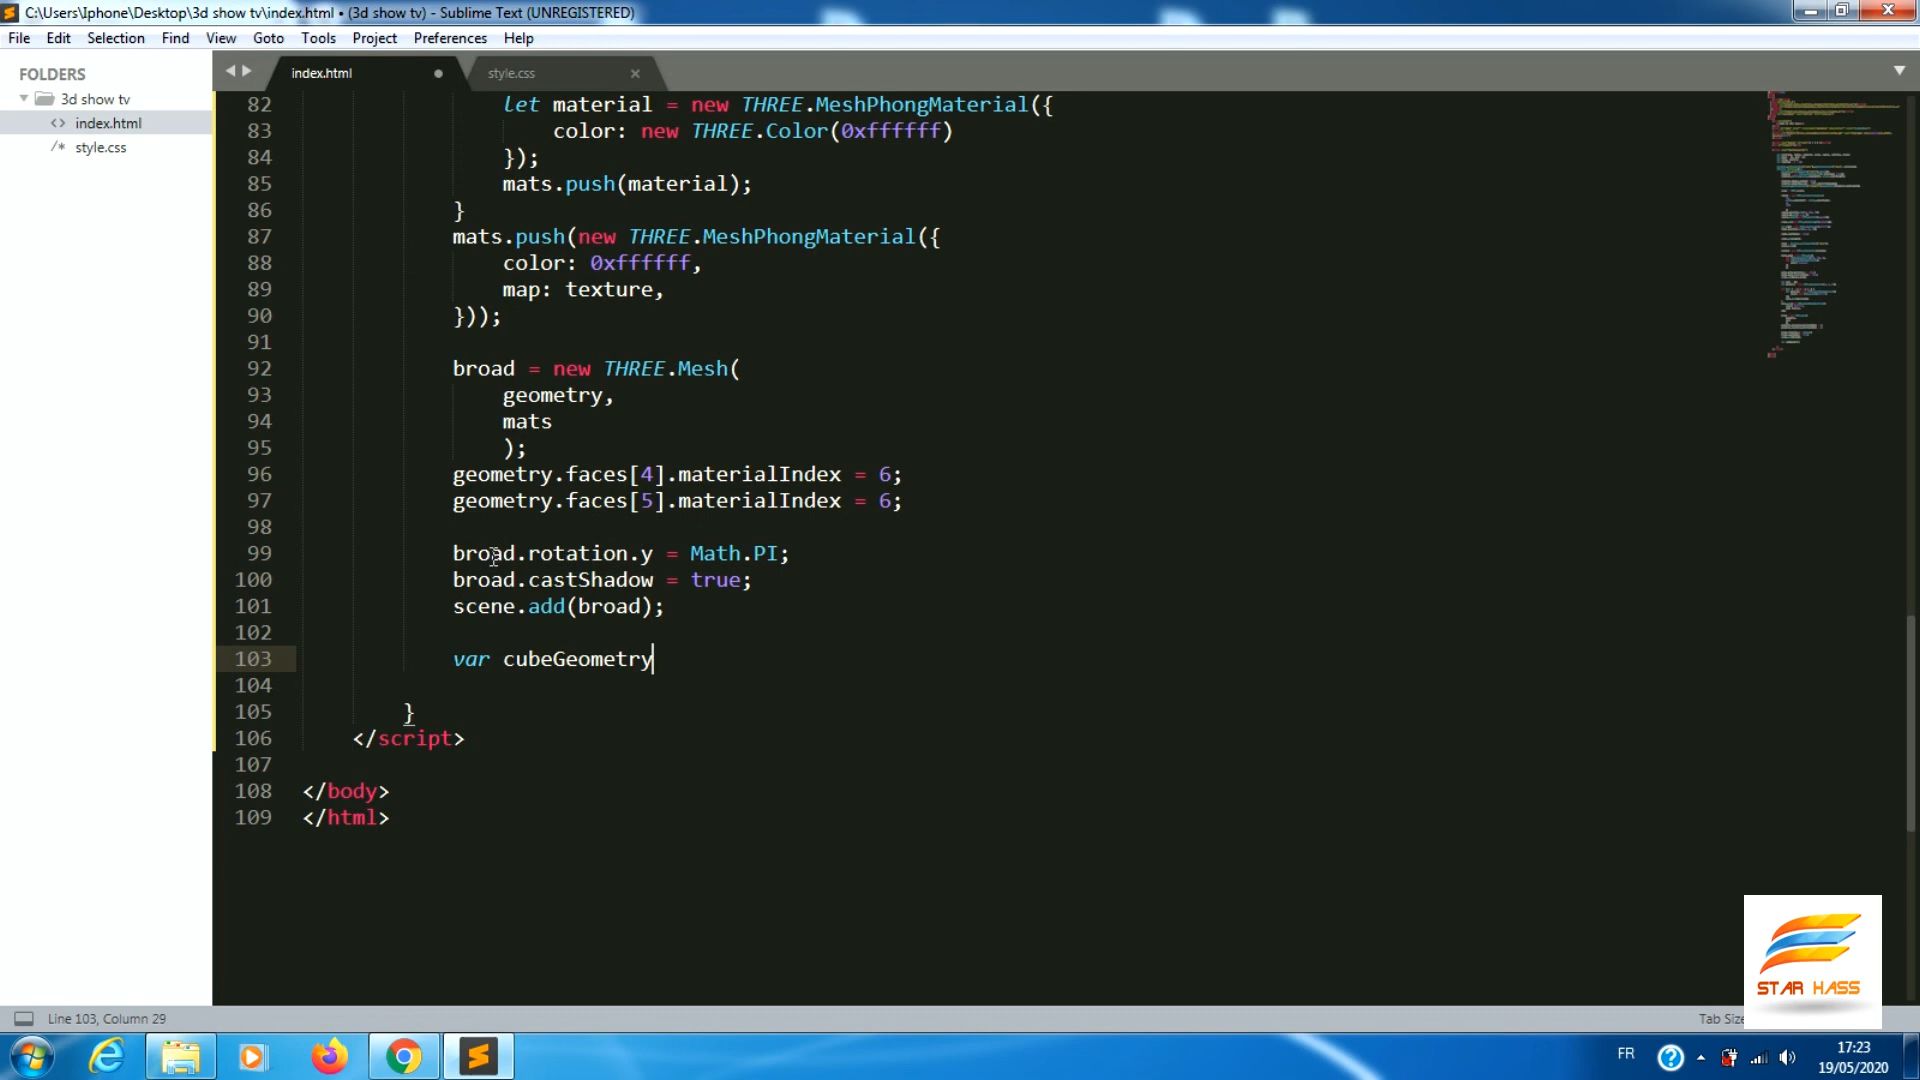 C:\Users\Iphone\Desktop\3d show tv\index.html • (3d show tv) - Sublime Text (UNREGISTERED)
File Edit Selection Find View Goto Tools Project Preferences Help
FOLDERS
3d show tv
<> index.html
/* style.css
index.html
style.css
82 let material = new THREE.MeshPhongMaterial({
83 color: new THREE.Color(0xffffff)
84 });
85 mats.push(material);
86 }
87 mats.push(new THREE.MeshPhongMaterial({
88 color: 0xffffff,
89 map: texture,
90 }));
91
92 broad = new THREE.Mesh(
93 geometry,
94 mats
95 );
96 geometry.faces[4].materialIndex = 6;
97 geometry.faces[5].materialIndex = 6;
98
99 broad.rotation.y = Math.PI;
100 broad.castShadow = true;
101 scene.add(broad);
102
103 var cubeGeometry
104
105 }
106 </script>
107
108 </body>
109 </html>
STAR HASS
Line 103, Column 29
Tab Size
FR
17:23
19/05/2020